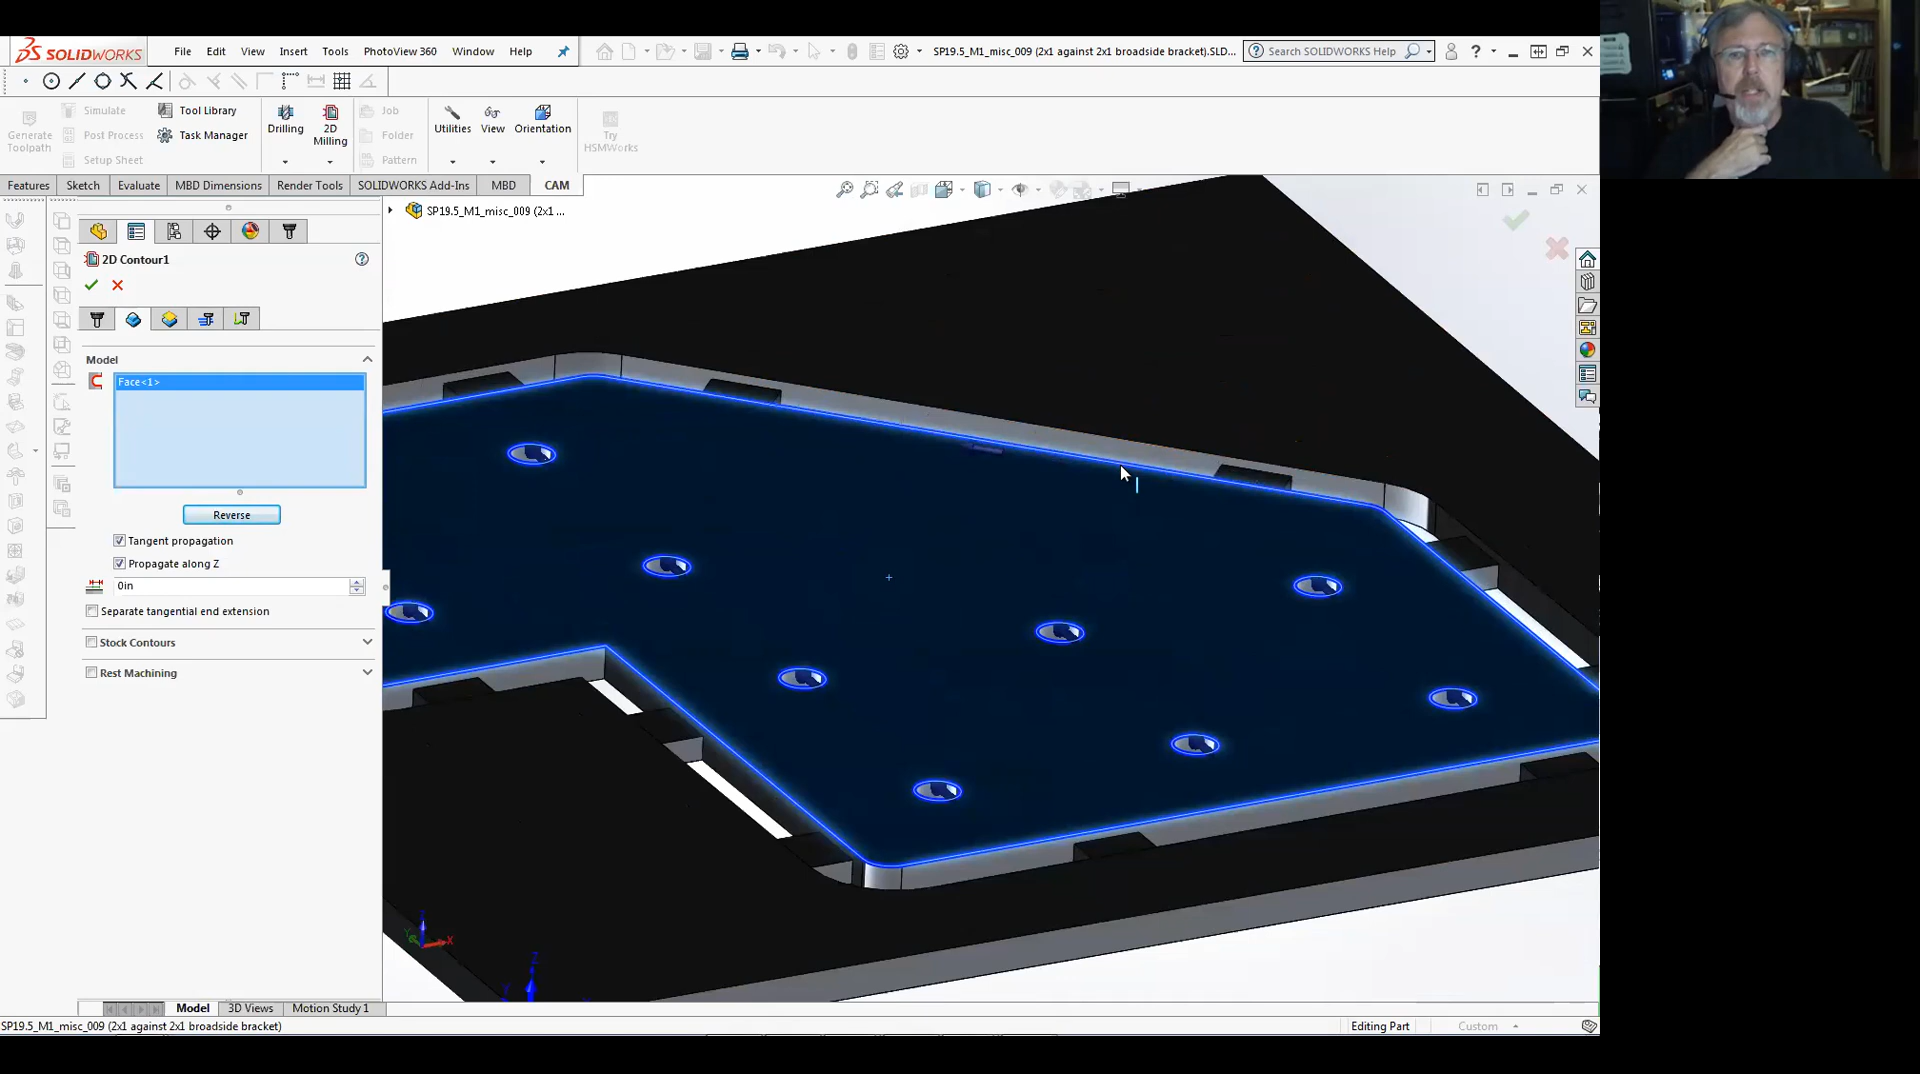 SOLIDWORKS
File Edit View Insert Tools PhotoView 360 Window Help
SP19.5_M1_misc_009 (2x1 against 2x1 broadside bracket).SLD...
Search SOLIDWORKS Help
?
Generate Toolpath
Simulate
Post Process
Setup Sheet
Tool Library
Task Manager
Drilling
2D Milling
Job
Folder
Pattern
Utilities
View
Orientation
Try HSMWorks
Features Sketch Evaluate MBD Dimensions Render Tools SOLIDWORKS Add-Ins MBD CAM
SP19.5_M1_misc_009 (2x1 ...
2D Contour1
?
Model
Face<1>
Reverse
Tangent propagation
Propagate along Z
0in
Separate tangential end extension
Stock Contours
Rest Machining
Y
X
Z
Model 3D Views Motion Study 1
SP19.5_M1_misc_009 (2x1 against 2x1 broadside bracket)
Editing Part
Custom